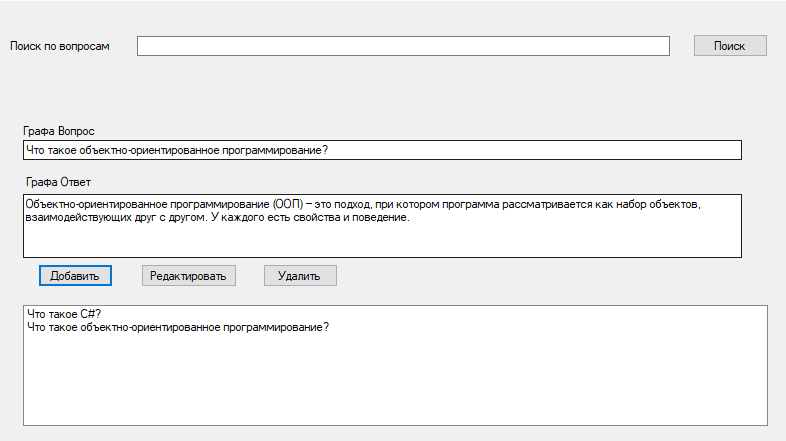 Поиск по вопросам
Поиск
Графа Вопрос
Что такое объектно-ориентированное программирование?
Графа Ответ
Объектно-ориентированное программирование (ООП) – это подход, при котором программа рассматривается как набор объектов,
взаимодействующих друг с другом. У каждого есть свойства и поведение.
Добавить
Редактировать
Удалить
Что такое C#?
Что такое объектно-ориентированное программирование?